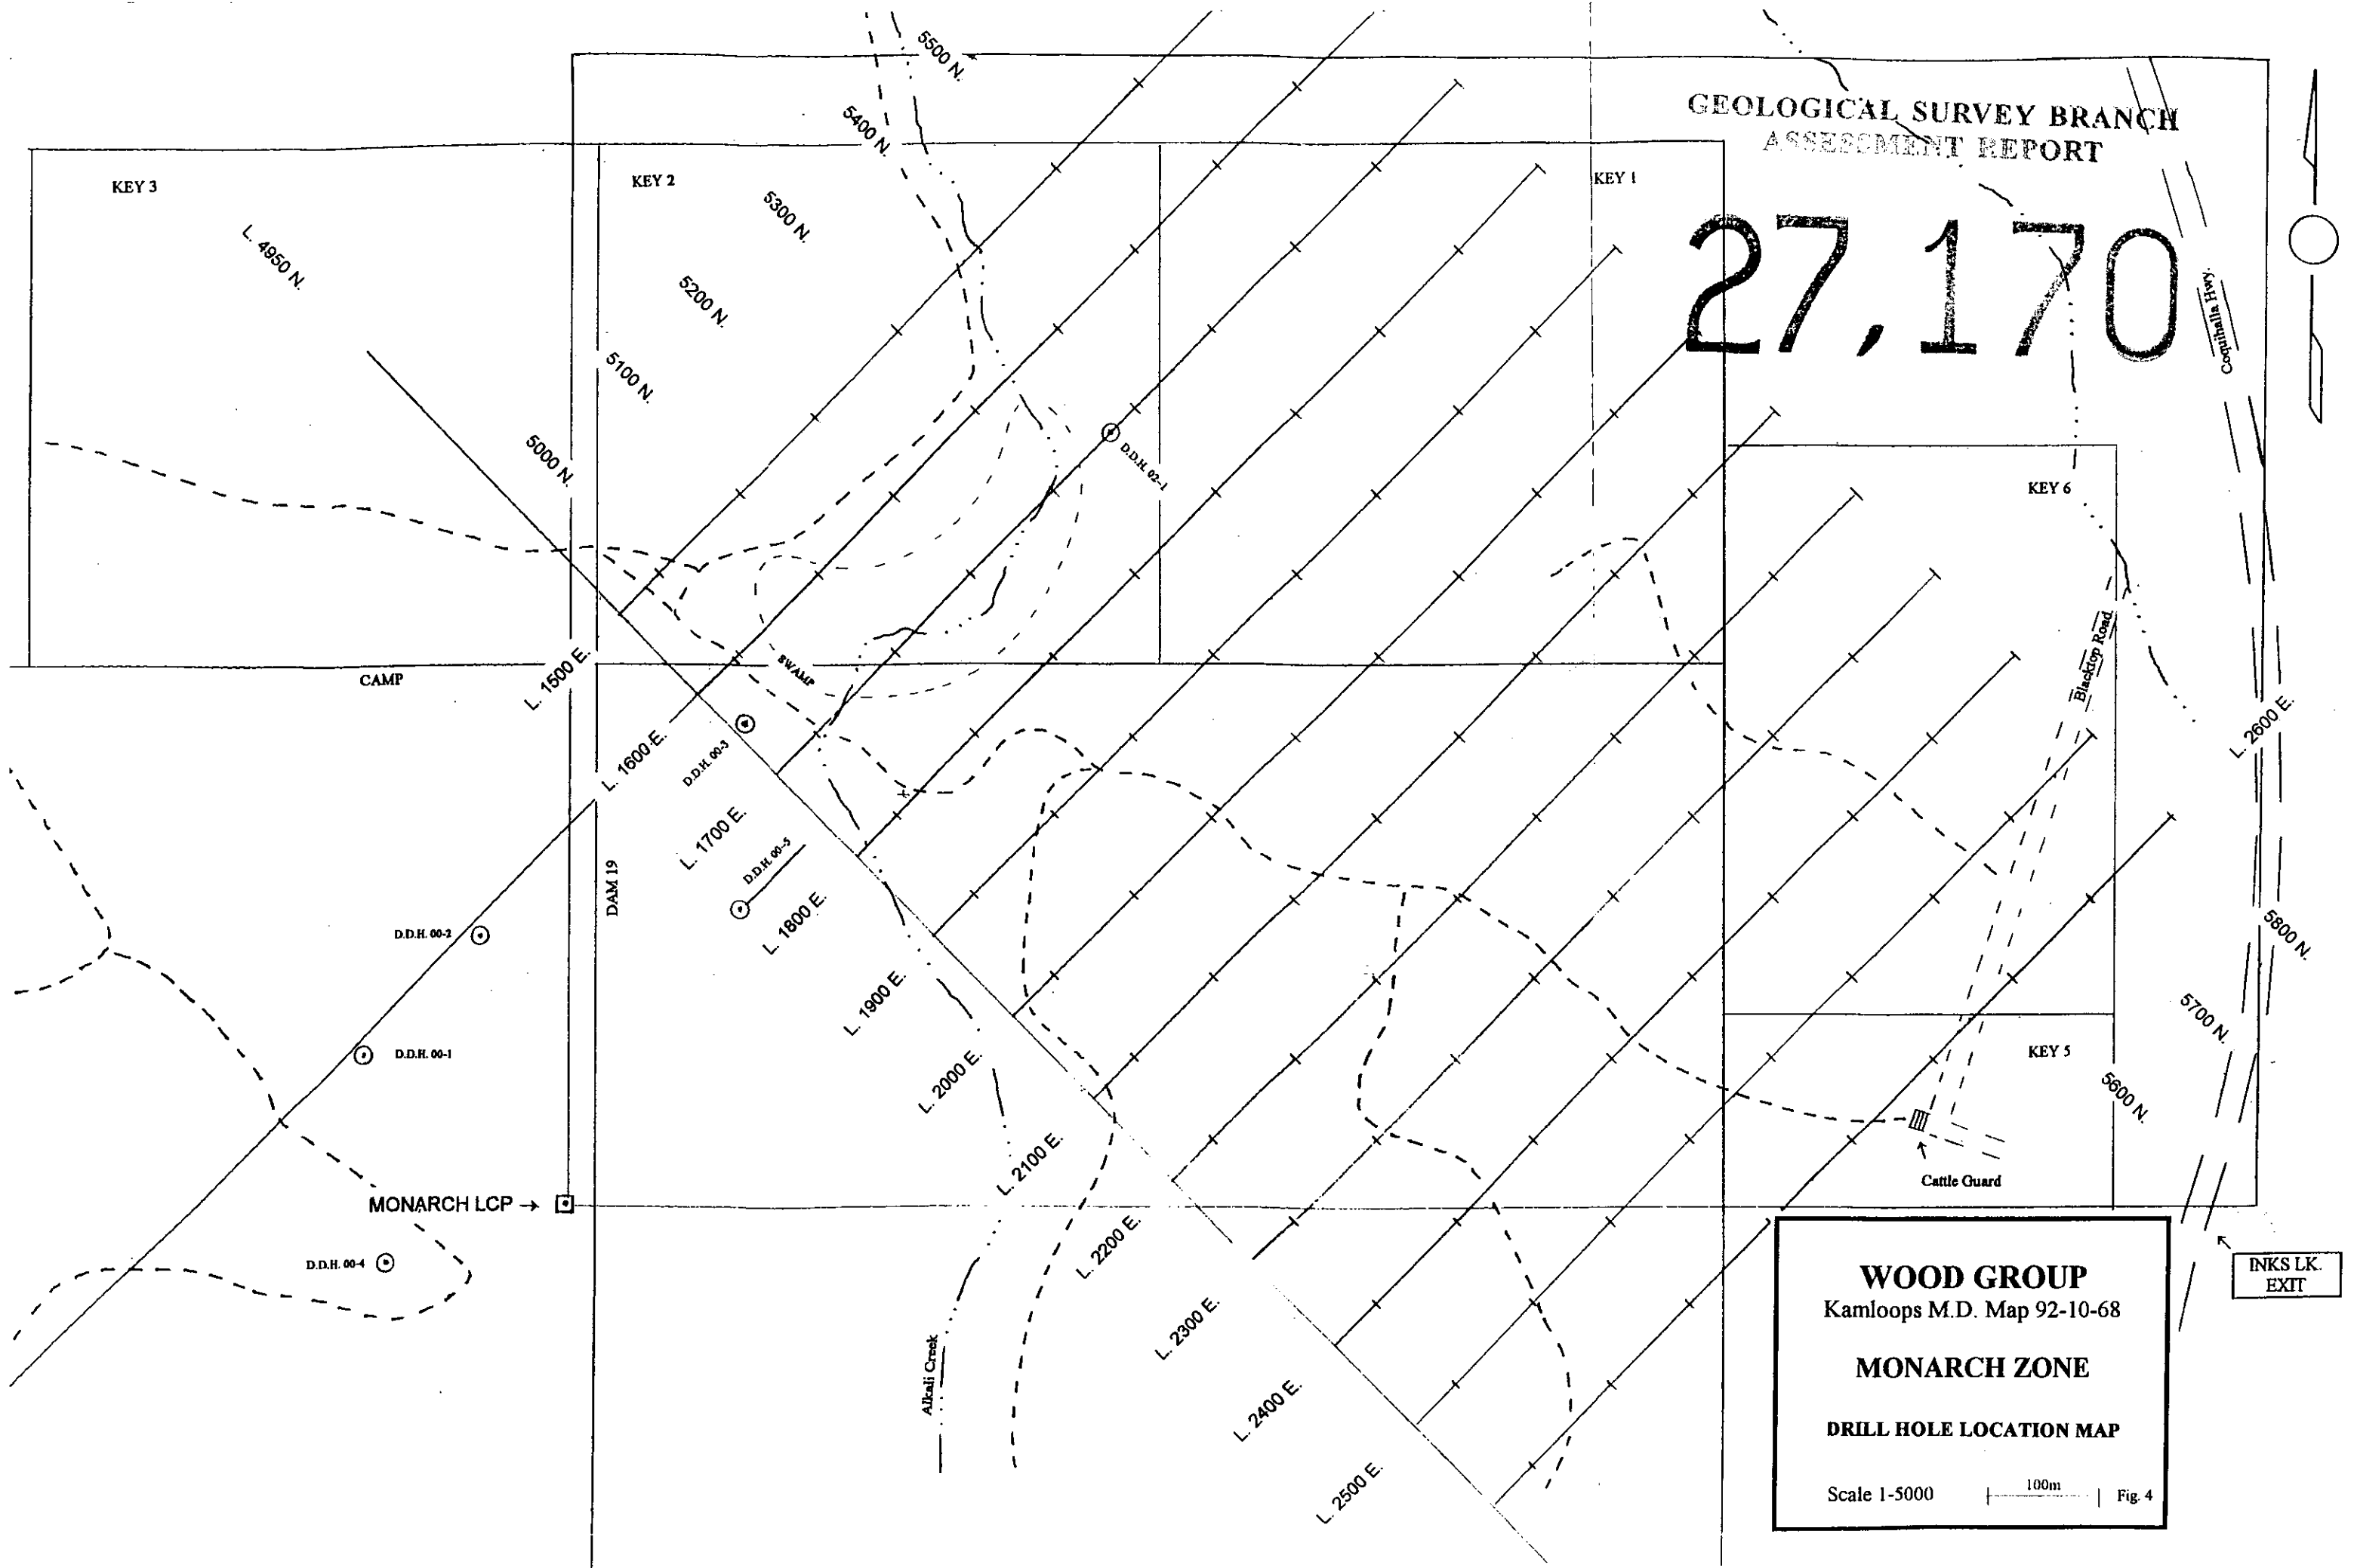 GEOLOGICAL SURVEY BRANCH
ASSESSMENT REPORT
27,170
KEY 3
KEY 2
KEY 1
KEY 6
KEY 5
CAMP
DAM 19
L. 4950 N.
5000 N.
5100 N.
5200 N.
5300 N.
5400 N.
5500 N.
5600 N.
5700 N.
5800 N.
L. 1500 E.
L. 1600 E.
L. 1700 E.
L. 1800 E.
L. 1900 E.
L. 2000 E.
L. 2100 E.
L. 2200 E.
L. 2300 E.
L. 2400 E.
L. 2500 E.
L. 2600 E.
D.D.H. 02-1
D.D.H. 00-3
D.D.H. 00-5
D.D.H. 00-2
D.D.H. 00-1
D.D.H. 00-4
SWAMP
MONARCH LCP →
Alkali Creek
Coquihalla Hwy.
Blacktop Road
Cattle Guard
INKS LK.
EXIT
WOOD GROUP
Kamloops M.D. Map 92-10-68
MONARCH ZONE
DRILL HOLE LOCATION MAP
Scale 1-5000
100m
Fig. 4